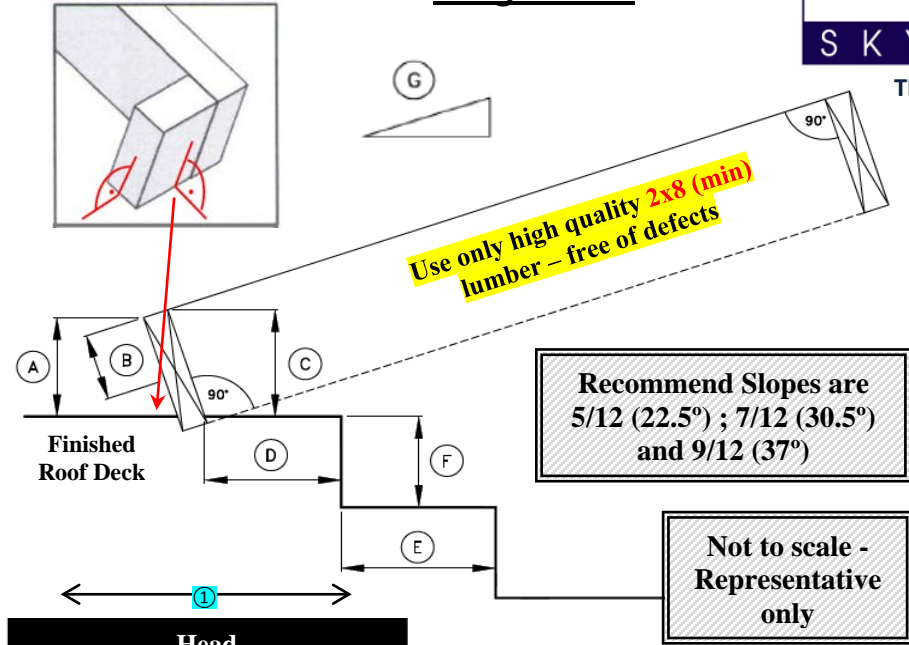 S K Y
G
90°
Use only high quality 2x8 (min)
lumber – free of defects
A
B
C
90°
Finished
Roof Deck
D
F
E
Recommend Slopes are
5/12 (22.5º) ; 7/12 (30.5º)
and 9/12 (37º)
Not to scale -
Representative
only
①
Head